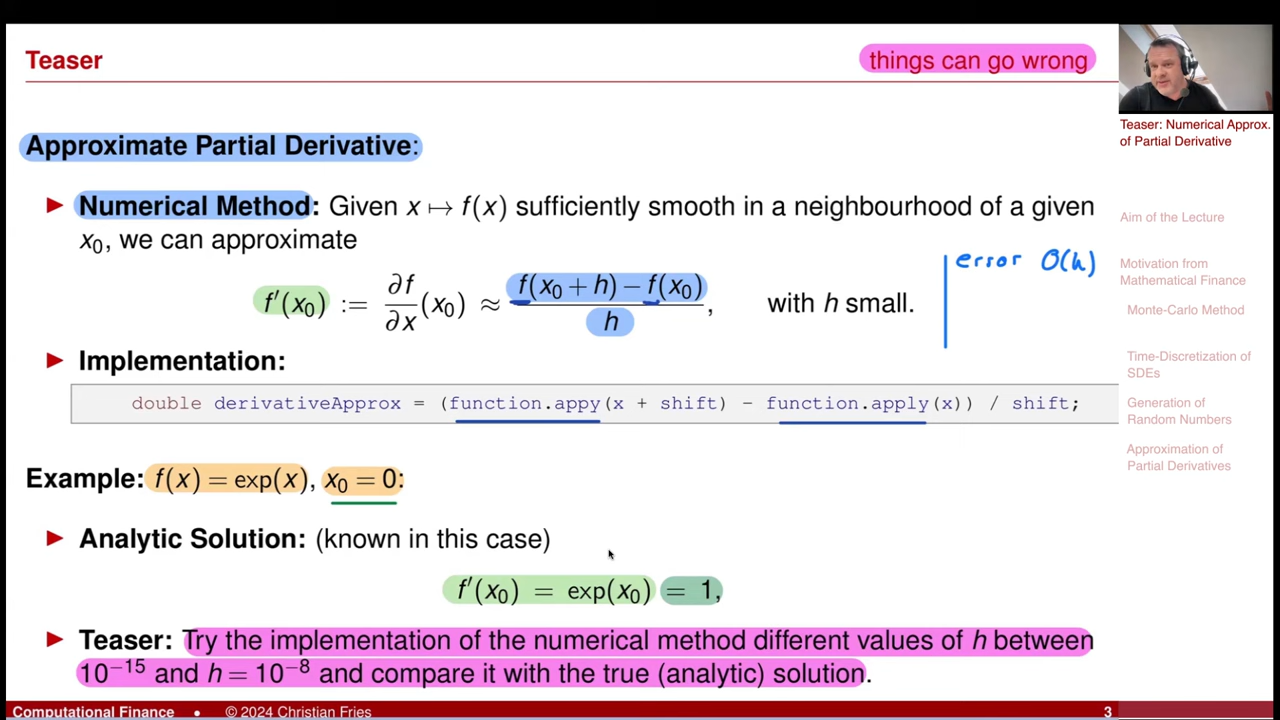 Teaser
things can go wrong
Approximate Partial Derivative:
► Numerical Method: Given x ↦ f(x) sufficiently smooth in a neighbourhood of a given
x₀, we can approximate
f′(x₀) := ∂f/∂x (x₀) ≈ (f(x₀ + h) − f(x₀))/h, with h small.
error O(h)
► Implementation:
double derivativeApprox = (function.appy(x + shift) - function.apply(x)) / shift;
Example: f(x) = exp(x), x₀ = 0:
► Analytic Solution: (known in this case)
f′(x₀) = exp(x₀) = 1,
► Teaser: Try the implementation of the numerical method different values of h between
10⁻¹⁵ and h = 10⁻⁸ and compare it with the true (analytic) solution.
Teaser: Numerical Approx.
of Partial Derivative
Aim of the Lecture
Motivation from
Mathematical Finance
Monte-Carlo Method
Time-Discretization of
SDEs
Generation of
Random Numbers
Approximation of
Partial Derivatives
Computational Finance • © 2024 Christian Fries 3